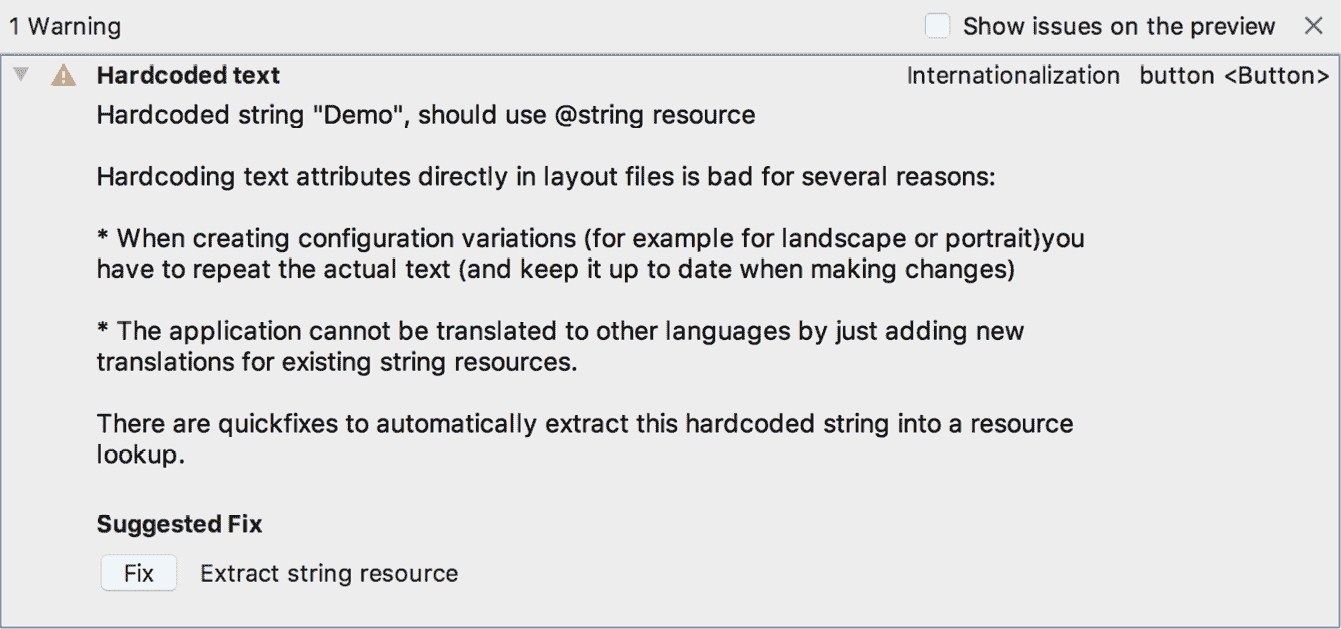 1 Warning Show issues on the preview
Hardcoded text Internationalization button <Button>
Hardcoded string "Demo", should use @string resource
Hardcoding text attributes directly in layout files is bad for several reasons:
* When creating configuration variations (for example for landscape or portrait)you
have to repeat the actual text (and keep it up to date when making changes)
* The application cannot be translated to other languages by just adding new
translations for existing string resources.
There are quickfixes to automatically extract this hardcoded string into a resource
lookup.
Suggested Fix
Fix Extract string resource